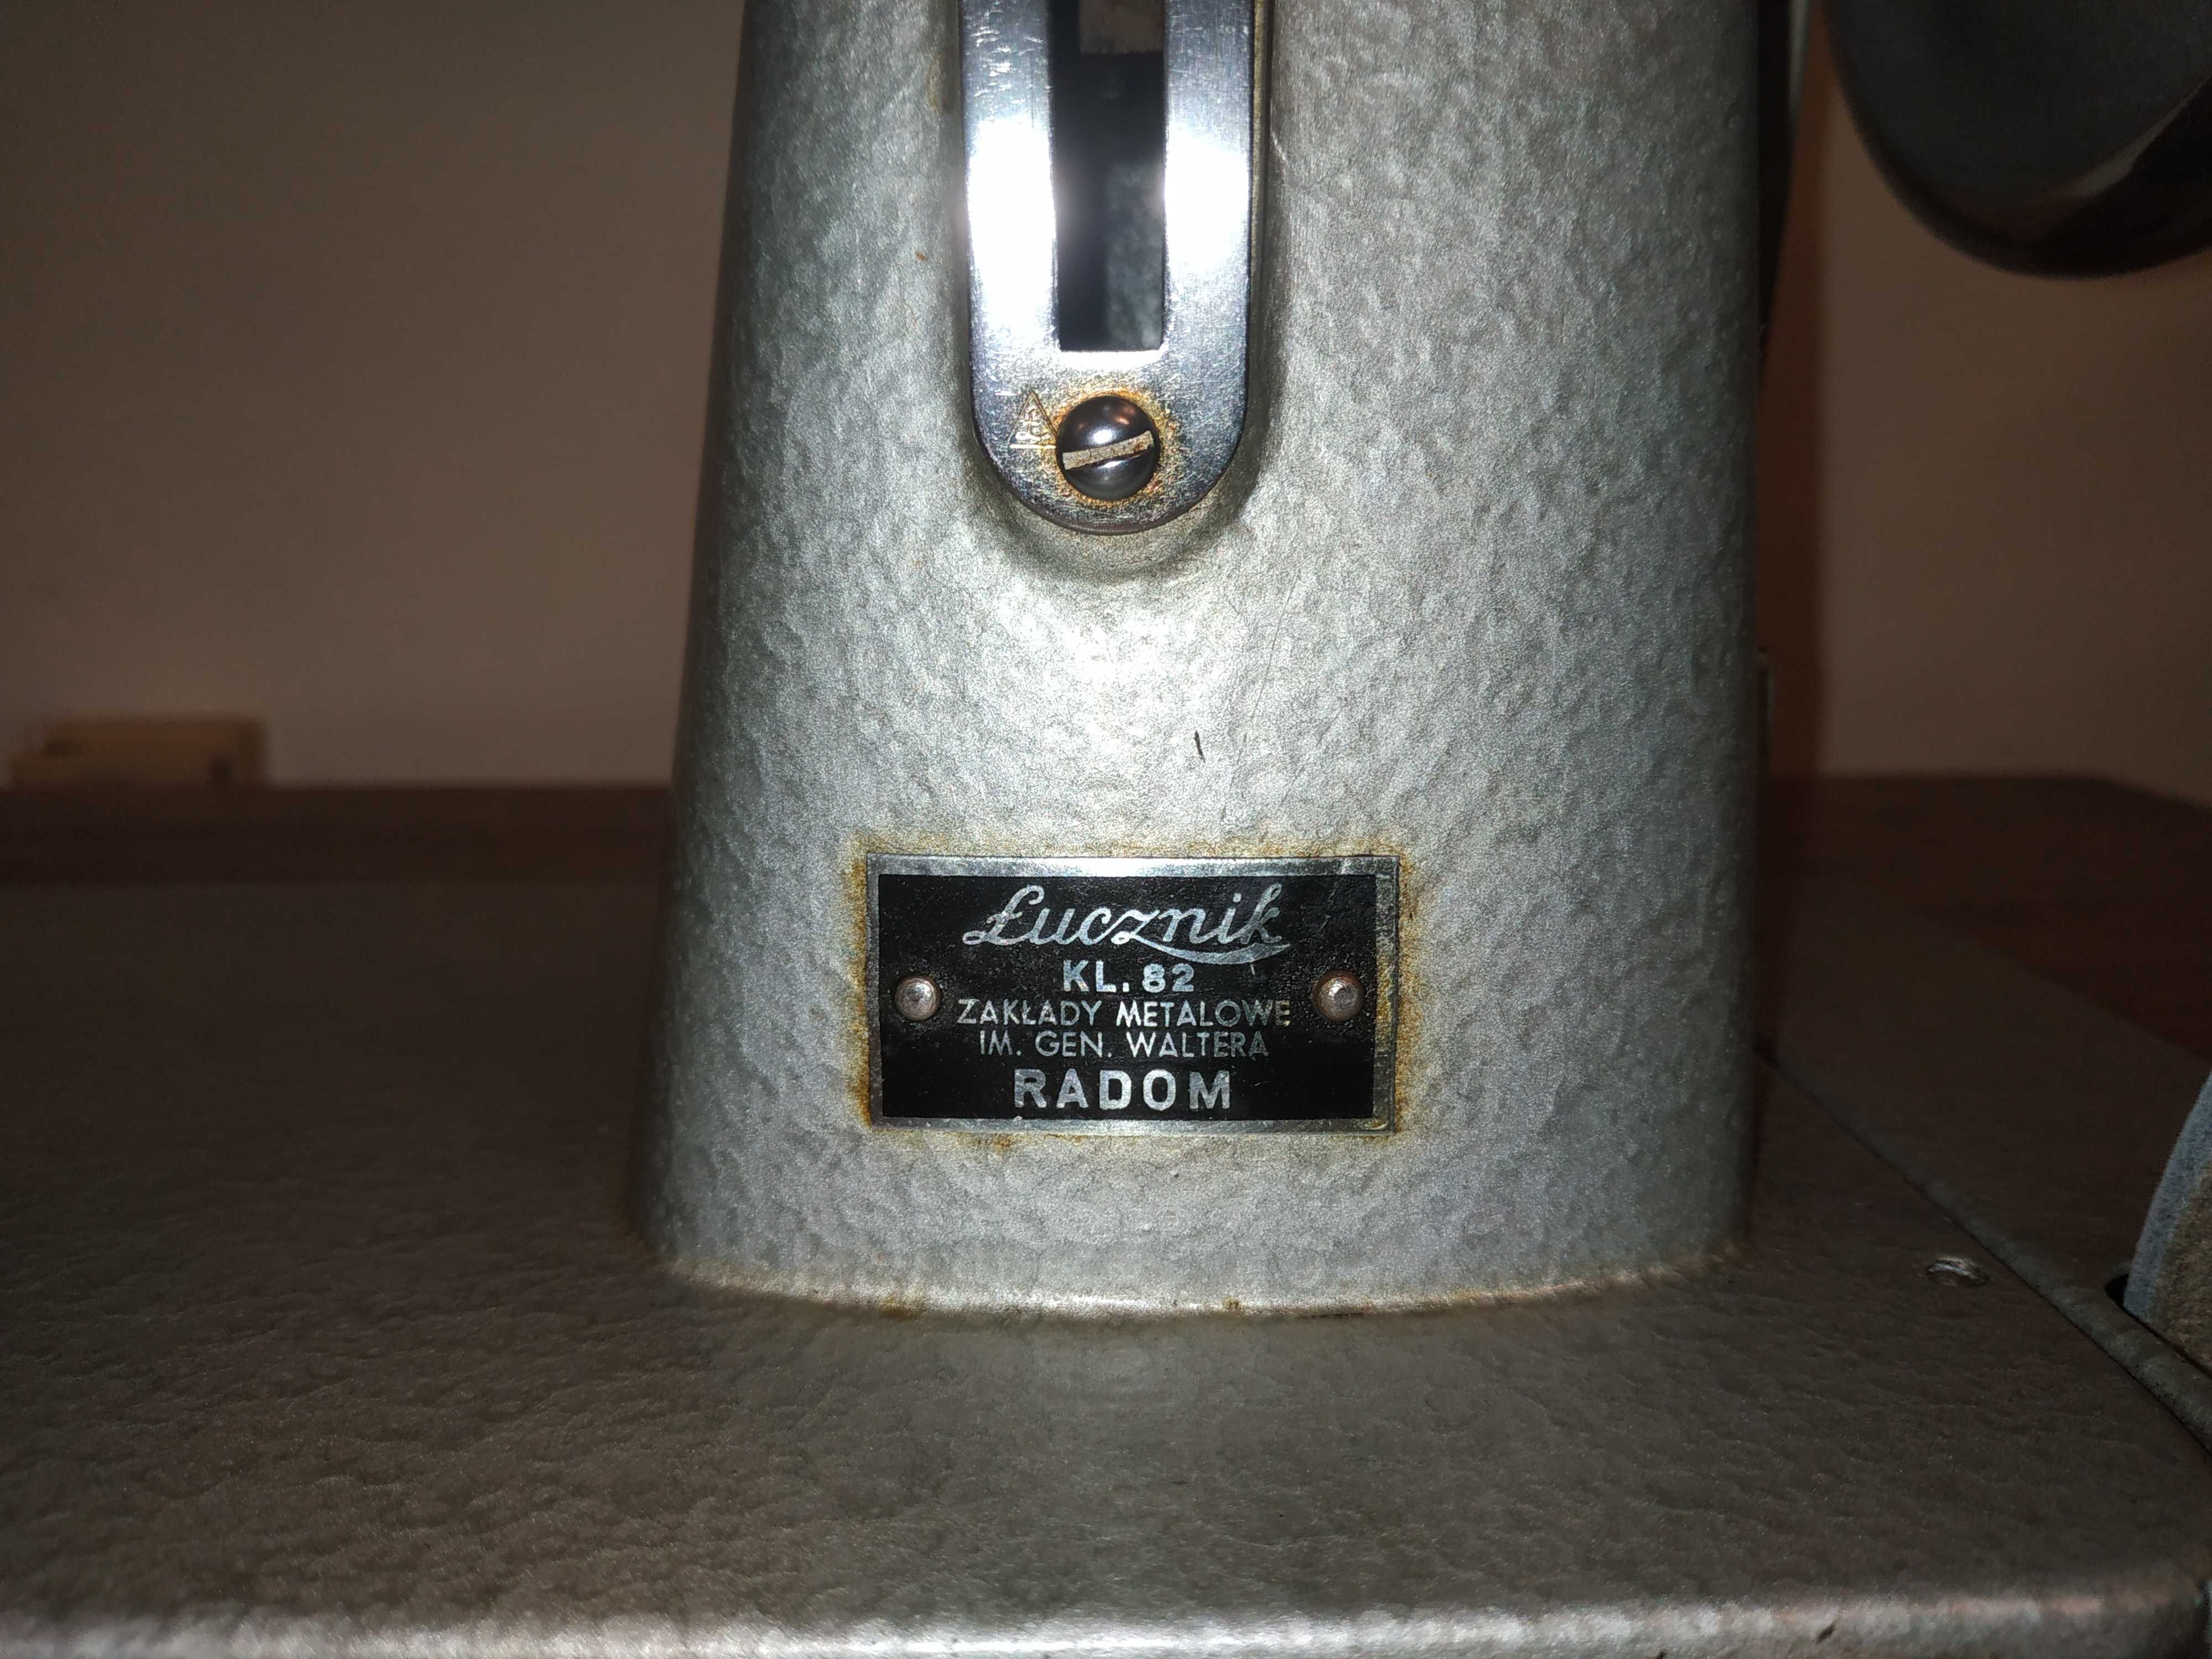 Łucznik
KL. 82
ZAKŁADY METALOWE
IM. GEN. WALTERA
RADOM